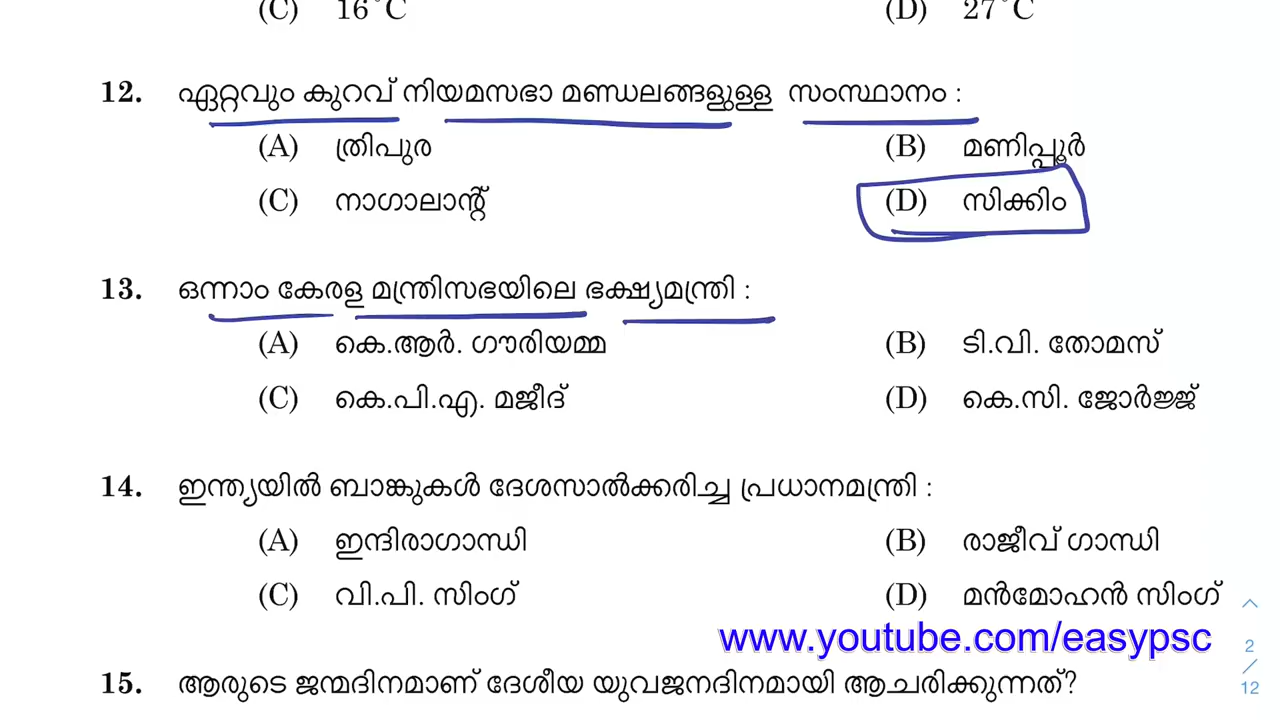 (C) 16°C (D) 27°C
12. ഏറ്റവും കുറവ് നിയമസഭാ മണ്ഡലങ്ങളുള്ള സംസ്ഥാനം :
(A) ത്രിപുര (B) മണിപ്പൂർ
(C) നാഗാലാന്റ് (D) സിക്കിം
13. ഒന്നാം കേരള മന്ത്രിസഭയിലെ ഭക്ഷ്യമന്ത്രി :
(A) കെ.ആർ. ഗൗരിയമ്മ (B) ടി.വി. തോമസ്
(C) കെ.പി.എ. മജീദ് (D) കെ.സി. ജോർജ്ജ്
14. ഇന്ത്യയിൽ ബാങ്കുകൾ ദേശസാൽക്കരിച്ച പ്രധാനമന്ത്രി :
(A) ഇന്ദിരാഗാന്ധി (B) രാജീവ് ഗാന്ധി
(C) വി.പി. സിംഗ് (D) മൻമോഹൻ സിംഗ്
www.youtube.com/easypsc
15. ആരുടെ ജന്മദിനമാണ് ദേശീയ യുവജനദിനമായി ആചരിക്കുന്നത്?
2
/
12